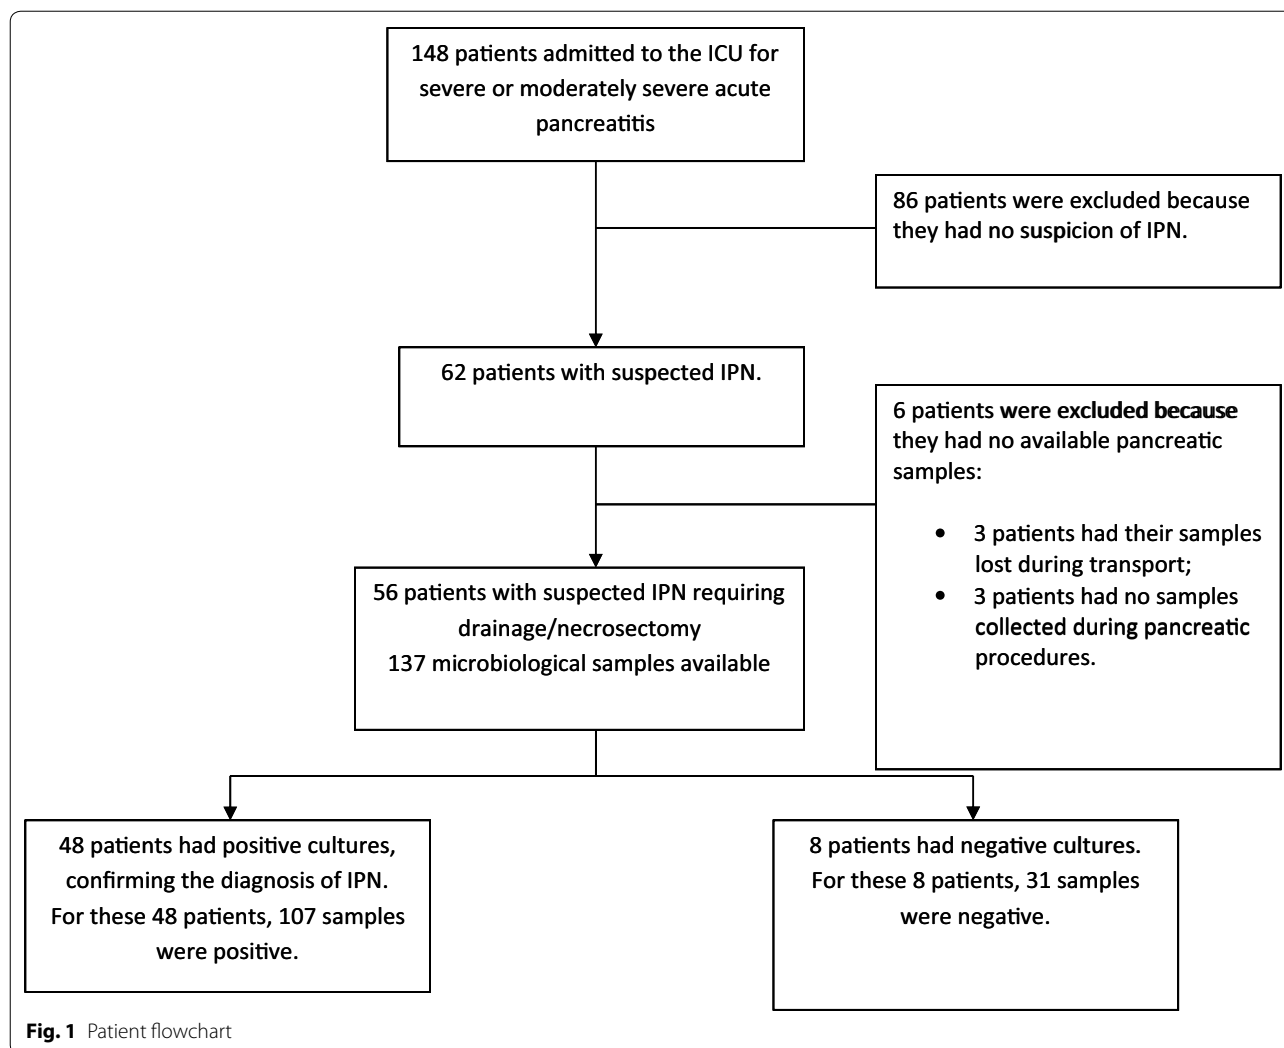 148 patients admitted to the ICU for
severe or moderately severe acute
pancreatitis
86 patients were excluded because
they had no suspicion of IPN.
62 patients with suspected IPN.
6 patients were excluded because
they had no available pancreatic
samples:
• 3 patients had their samples
lost during transport;
• 3 patients had no samples
collected during pancreatic
procedures.
56 patients with suspected IPN requiring
drainage/necrosectomy
137 microbiological samples available
48 patients had positive cultures,
confirming the diagnosis of IPN.
For these 48 patients, 107 samples
were positive.
8 patients had negative cultures.
For these 8 patients, 31 samples
were negative.
Fig. 1 Patient flowchart